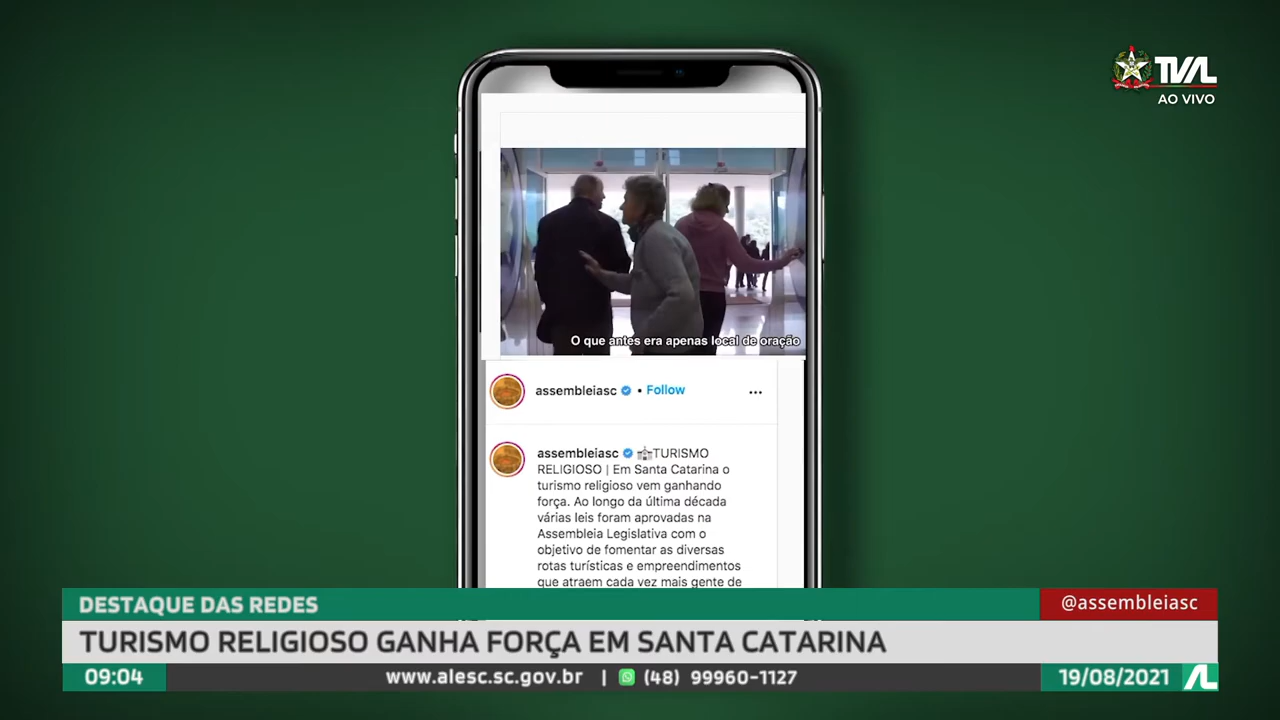 TVAL
AO VIVO
O que antes era apenas local de oração
assembleiasc • Follow
assembleiasc TURISMO
RELIGIOSO | Em Santa Catarina o
turismo religioso vem ganhando
força. Ao longo da última década
várias leis foram aprovadas na
Assembleia Legislativa com o
objetivo de fomentar as diversas
rotas turísticas e empreendimentos
que atraem cada vez mais gente de
DESTAQUE DAS REDES
@assembleiasc
TURISMO RELIGIOSO GANHA FORÇA EM SANTA CATARINA
09:04
www.alesc.sc.gov.br | (48) 99960-1127
19/08/2021
AL